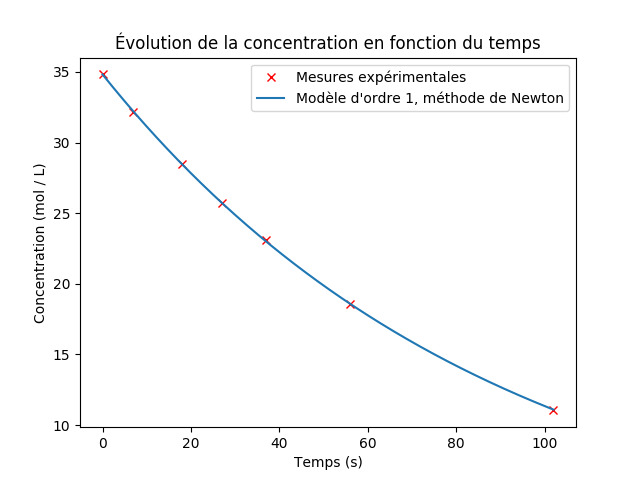 Évolution de la concentration en fonction du temps
Mesures expérimentales
Modèle d'ordre 1, méthode de Newton
35
30
25
20
15
10
Concentration (mol / L)
0
20
40
60
80
100
Temps (s)